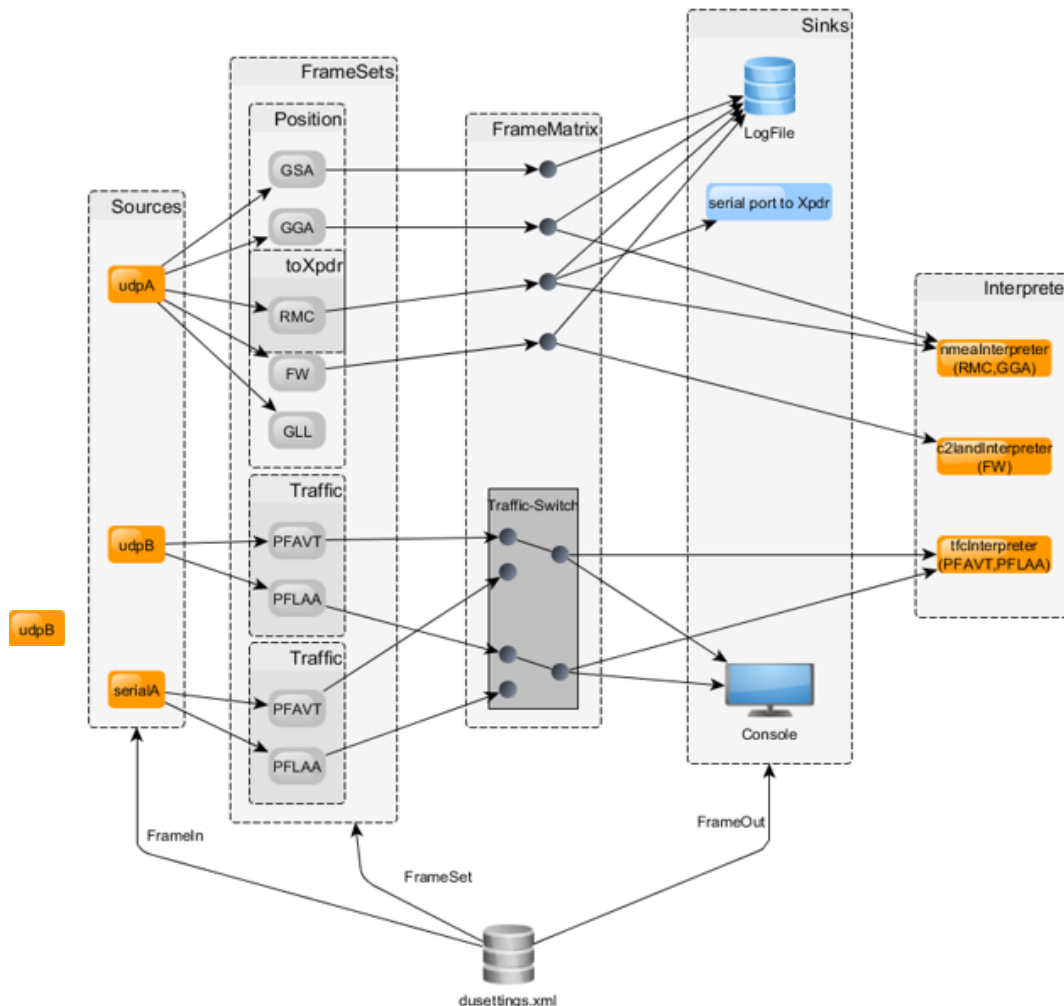 Sinks
FrameSets
LogFile
Position
FrameMatrix
GSA
serial port to Xpdr
Sources
GGA
toXpdr
udpA
Interprete
RMC
nmeaInterpreter
(RMC,GGA)
FW
GLL
c2landInterpreter
(FW)
Traffic
Traffic-Switch
udpB
PFAVT
tfcInterpreter
(PFAVT,PFLAA)
PFLAA
udpB
Traffic
serialA
PFAVT
Console
PFLAA
FrameIn
FrameOut
FrameSet
dusettings.xml